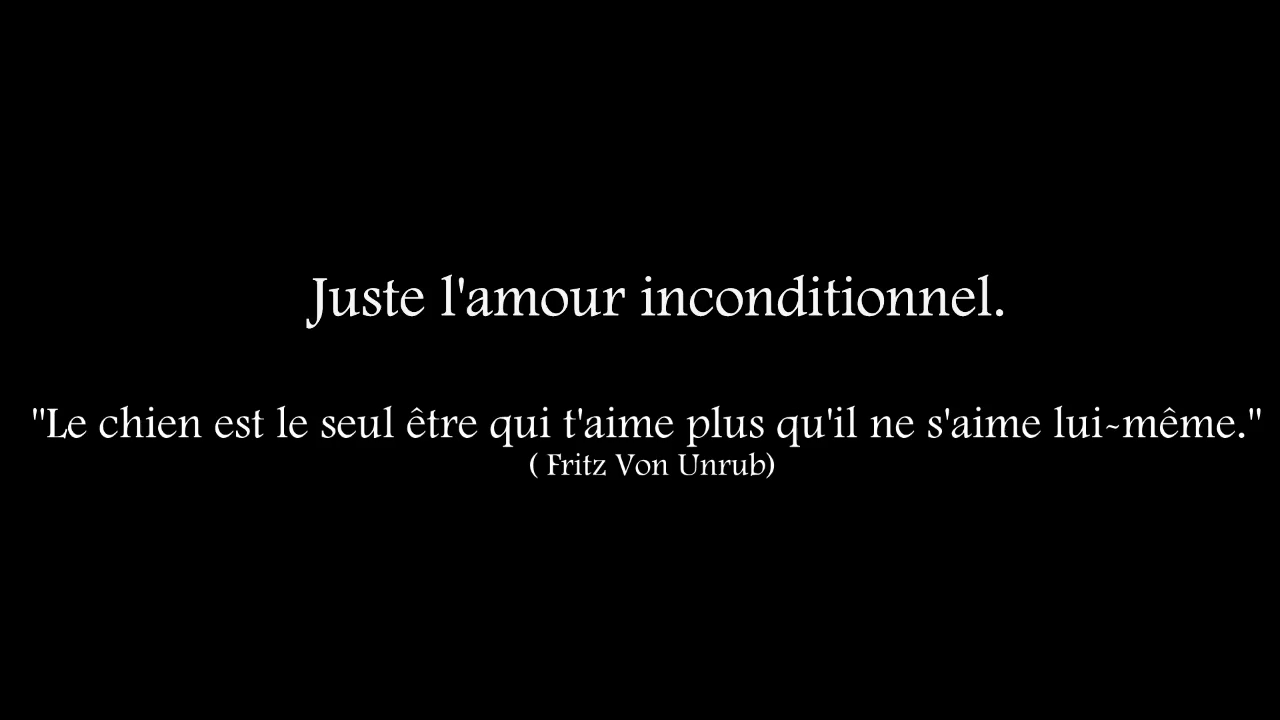 Juste l'amour inconditionnel.
"Le chien est le seul être qui t'aime plus qu'il ne s'aime lui-même."
( Fritz Von Unrub)